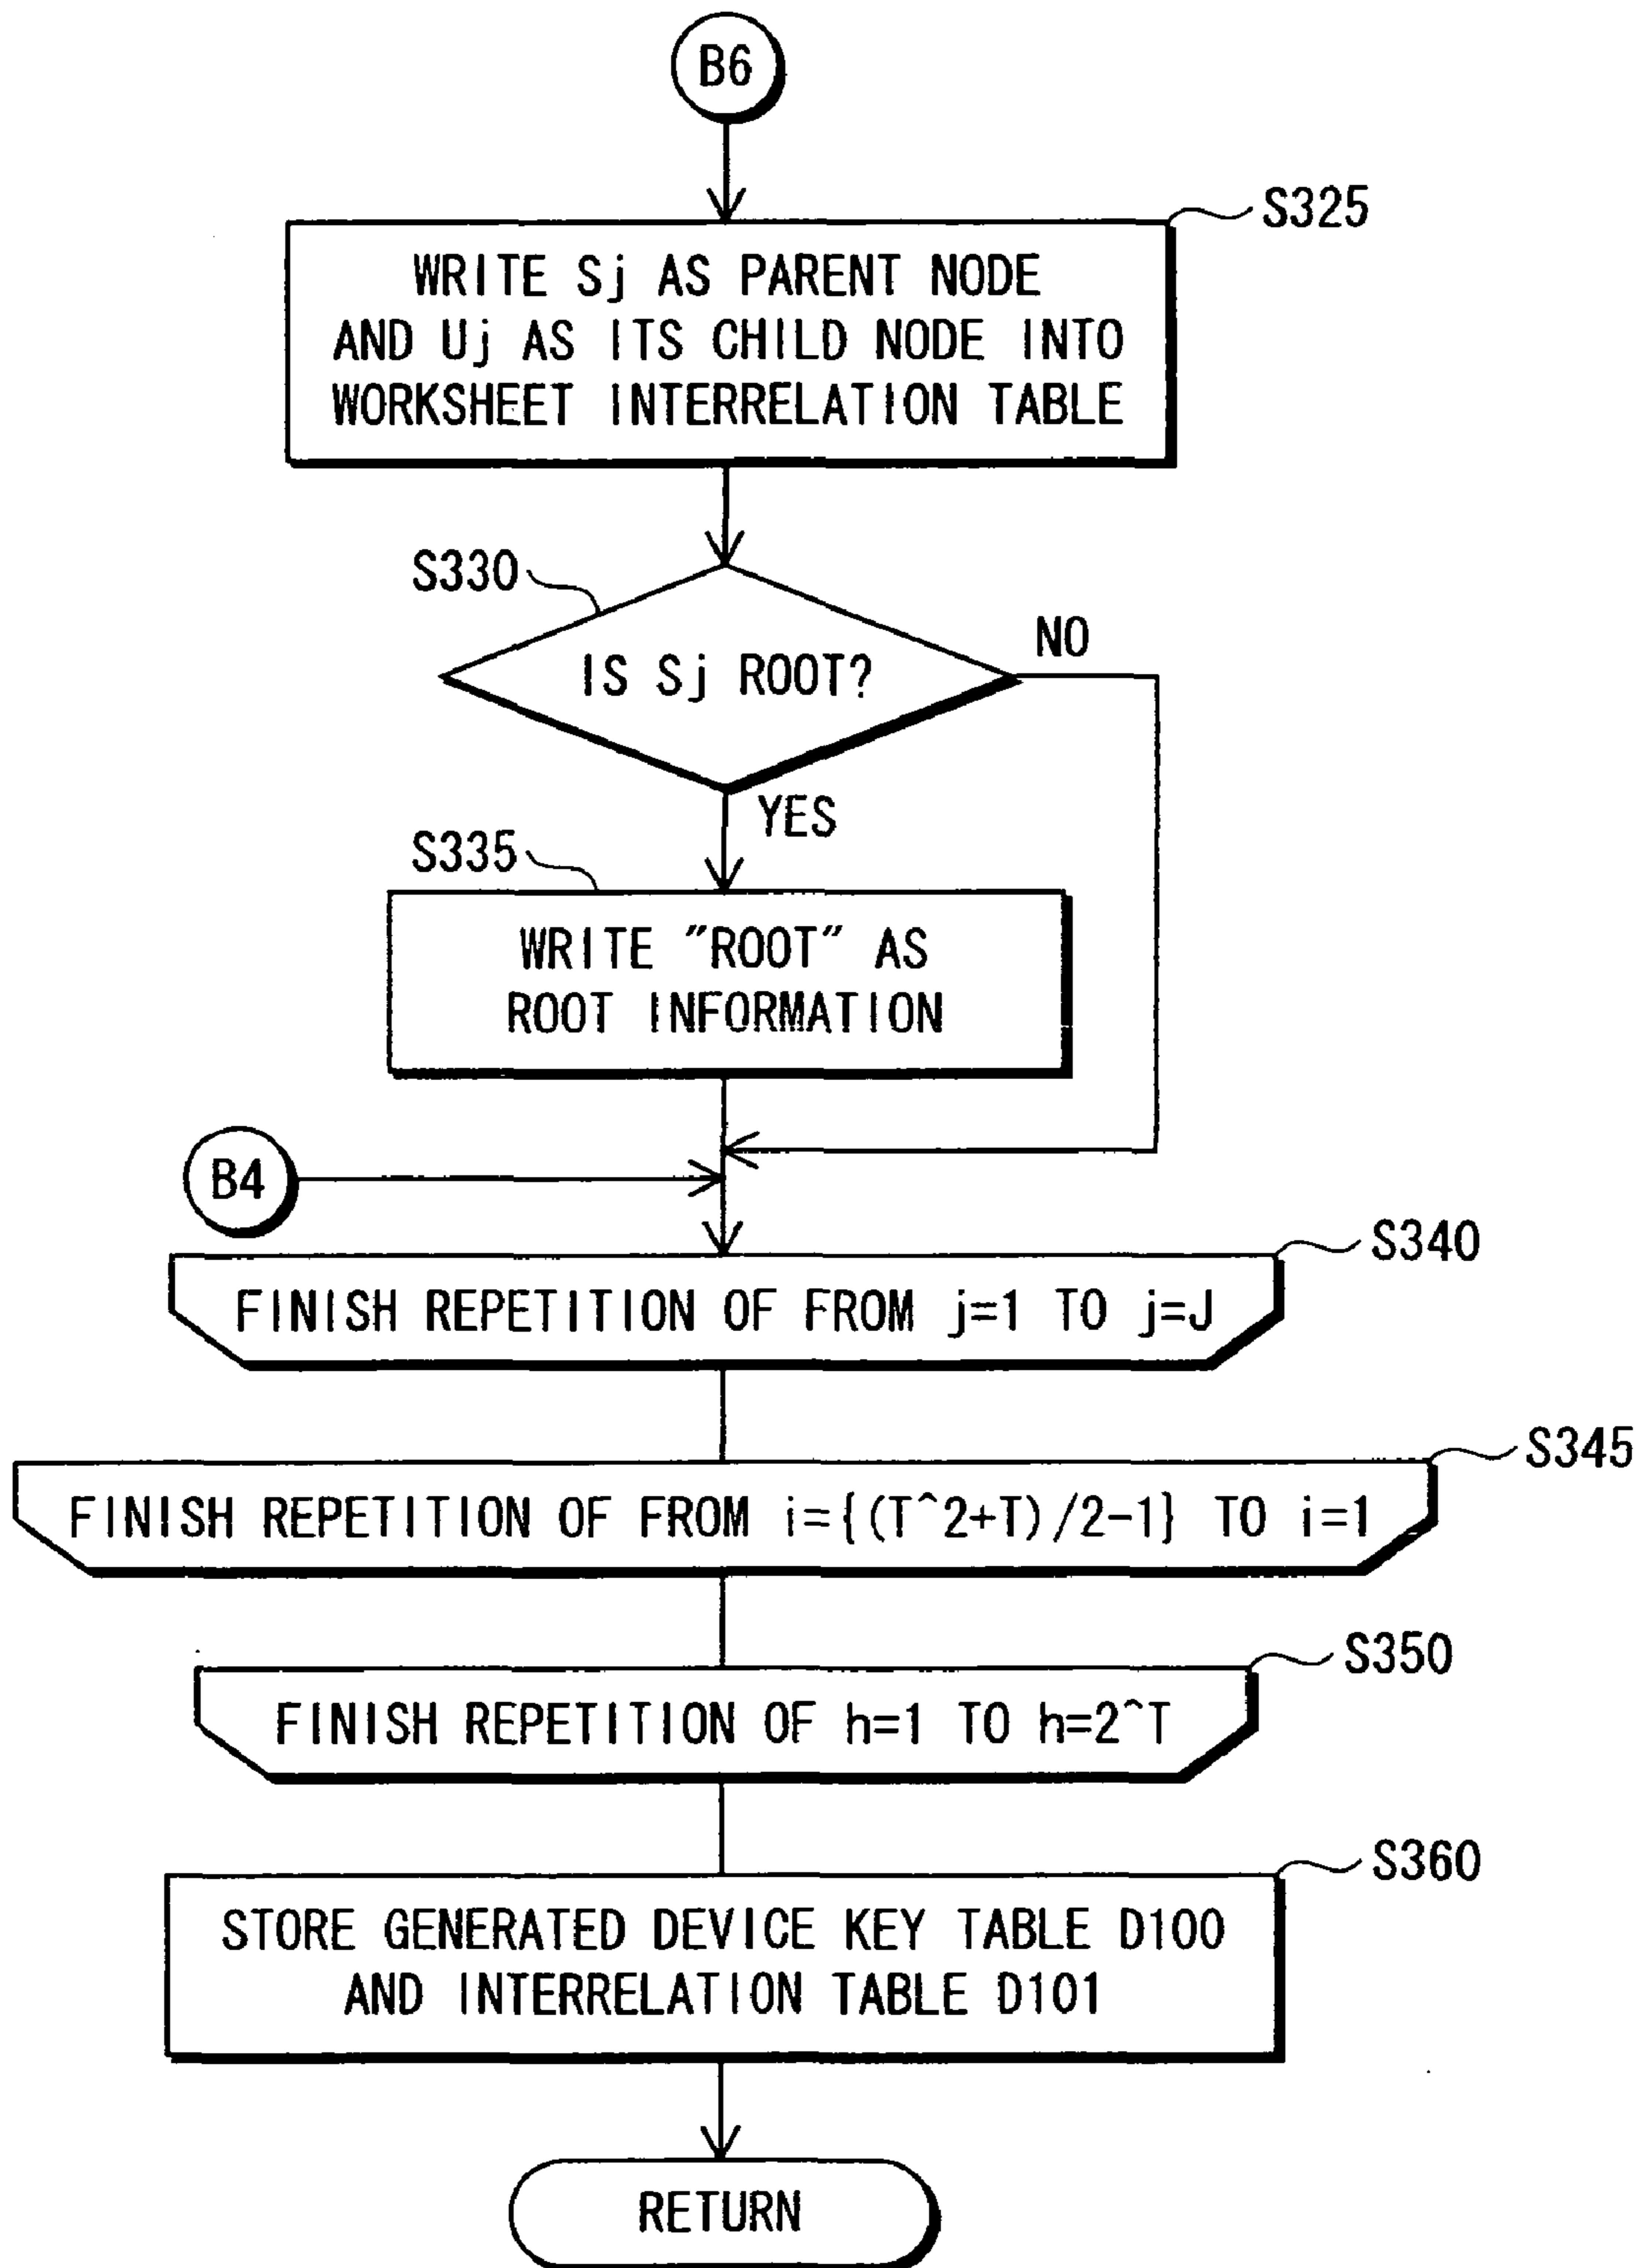 B6
S325
WRITE Sj AS PARENT NODE
AND Uj AS ITS CHILD NODE INTO
WORKSHEET INTERRELATION TABLE
S330
NO
IS Sj ROOT?
YES
S335
WRITE "ROOT" AS
ROOT INFORMATION
B4
S340
FINISH REPETITION OF FROM j=1 TO j=J
S345
FINISH REPETITION OF FROM i={(T^2+T)/2-1} TO i=1
S350
FINISH REPETITION OF h=1 TO h=2^T
S360
STORE GENERATED DEVICE KEY TABLE D100
AND INTERRELATION TABLE D101
RETURN